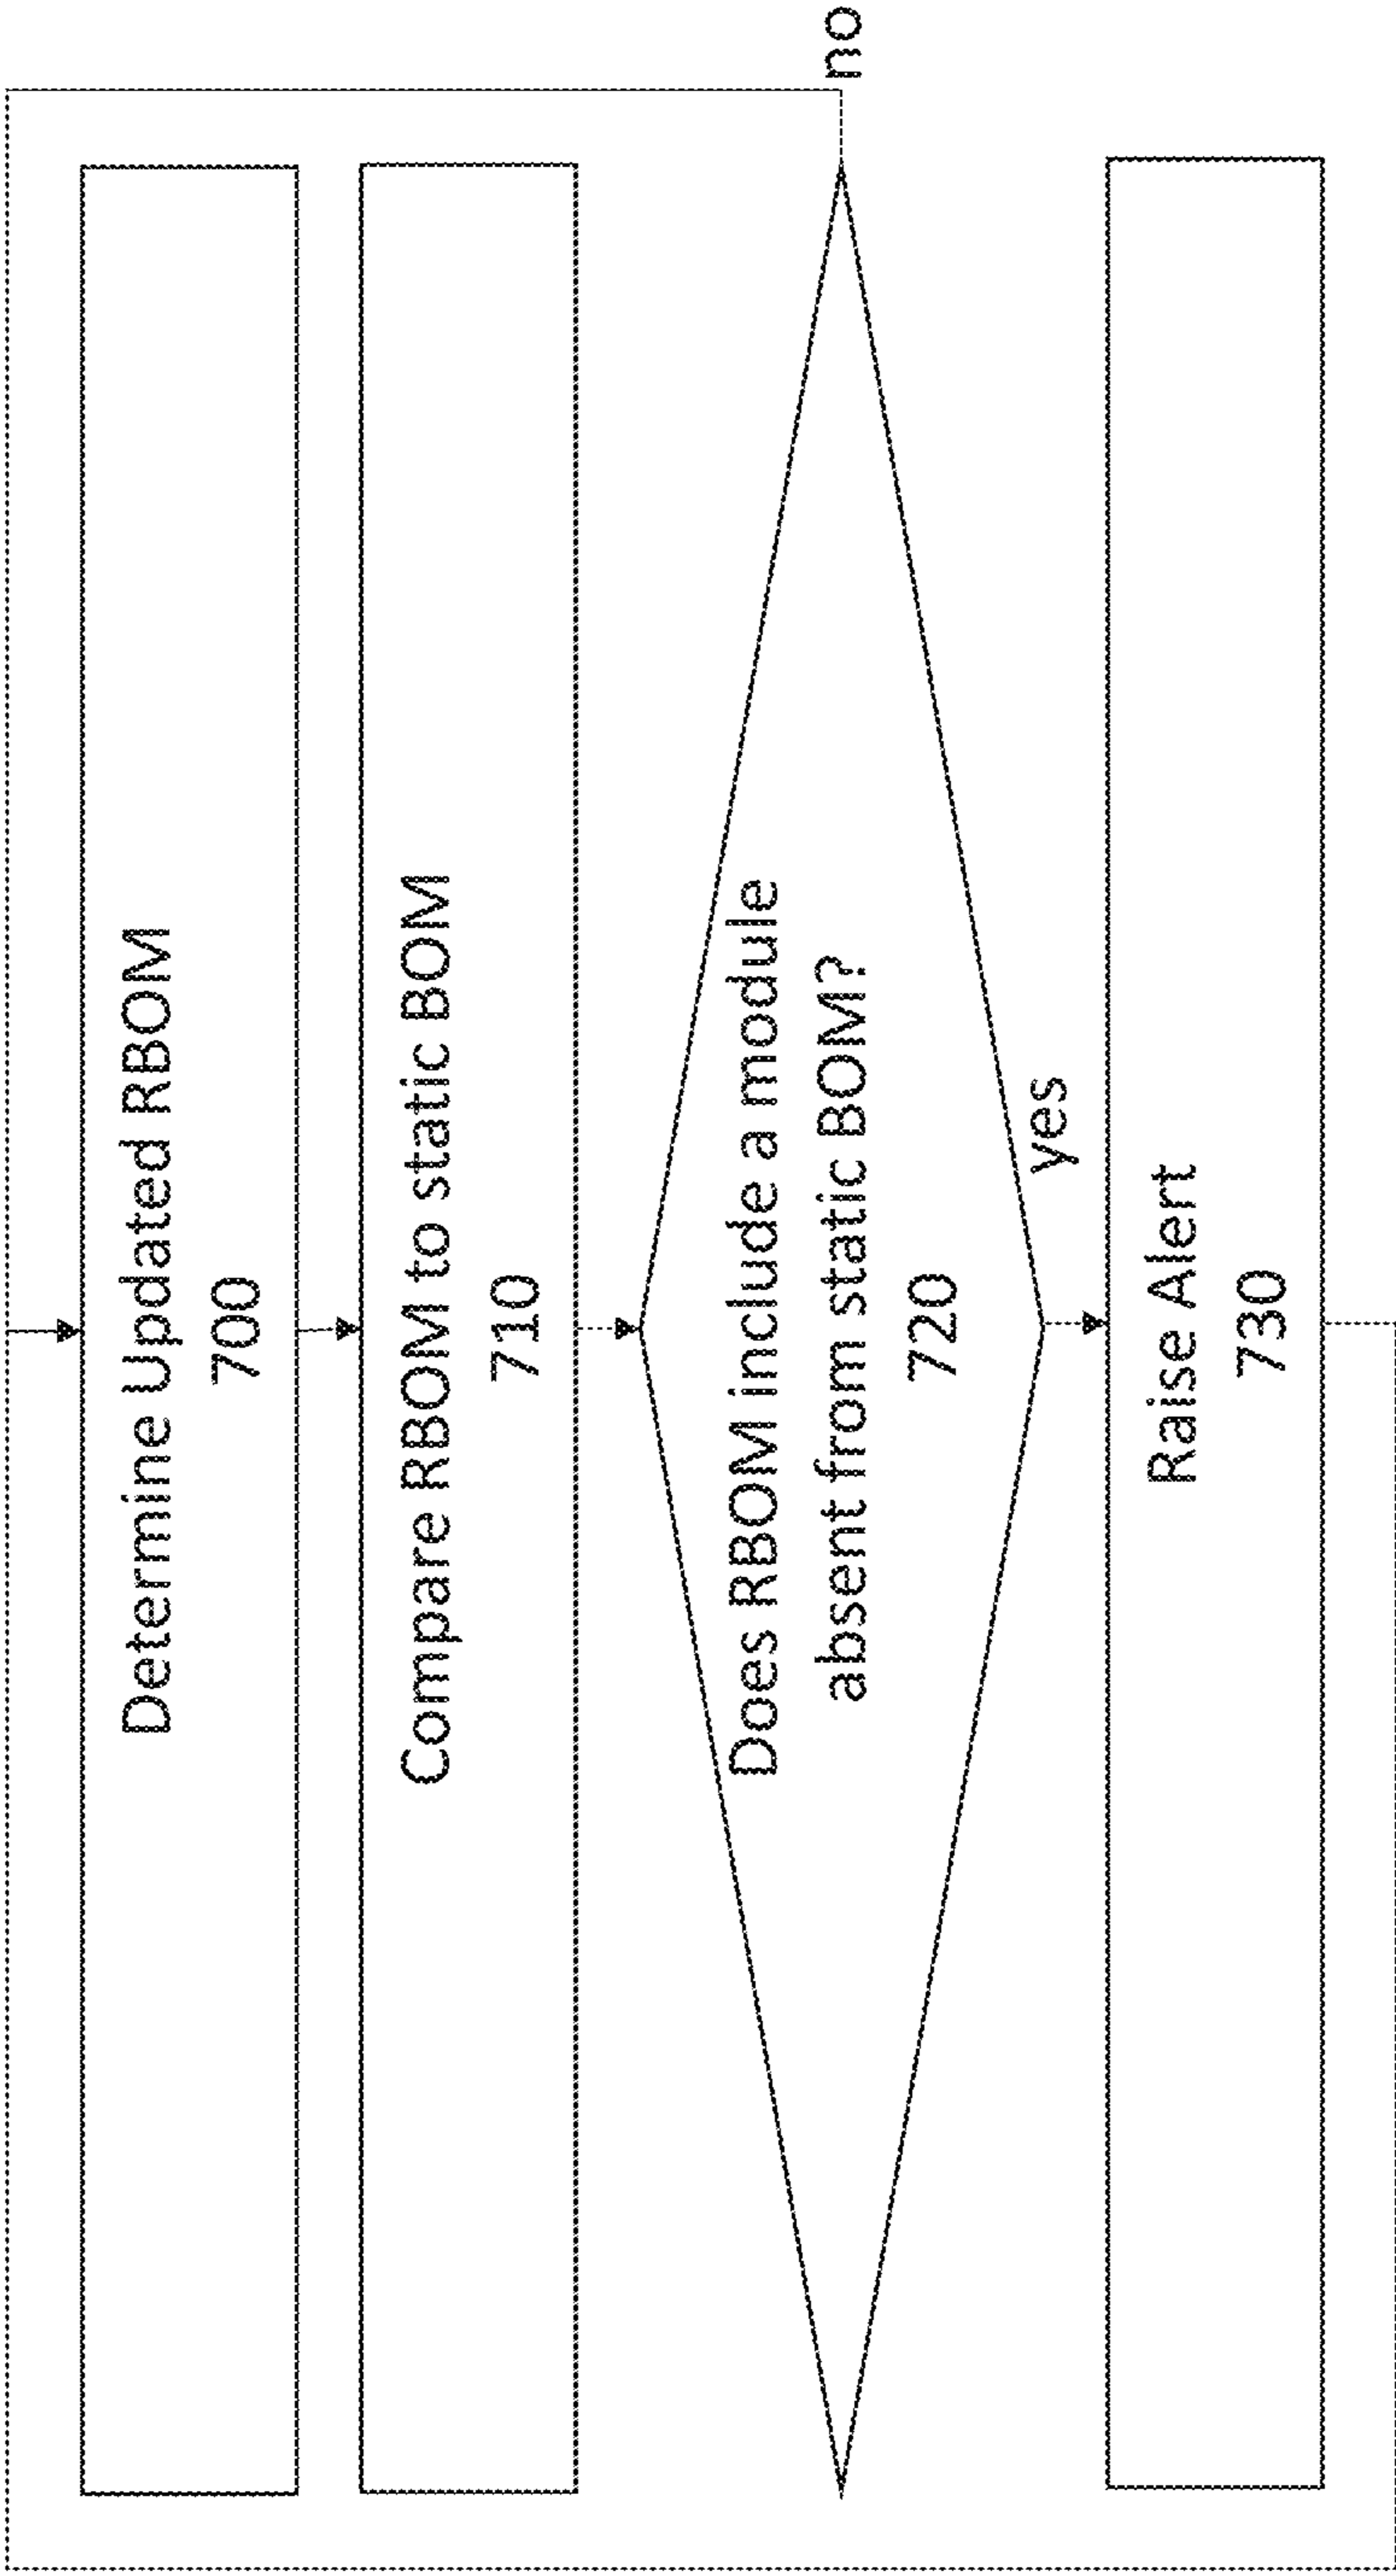 Determine Updated RBOM
700
Compare RBOM to static BOM
710
Does RBOM include a module
absent from static BOM?
720
no
yes
Raise Alert
730